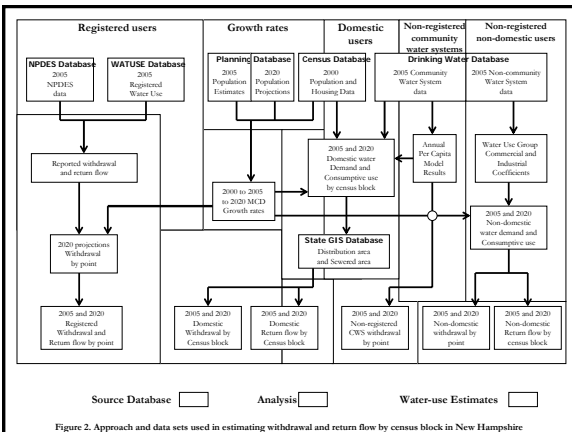 Registered users
Growth rates
Domestic
users
Non-registered
community
water systems
Non-registered
non-domestic users
NPDES Database
2005
NPDES
data
WATUSE Database
2005
Registered
Water Use
Planning Database
2005
Population
Estimates
2020
Population
Projections
Census Database
2000
Population and
Housing Data
Drinking Water Database
2005 Community
Water System
data
2005 Non-community
Water System
data
Reported withdrawal
and return flow
2005 and 2020
Domestic water
Demand and
Consumptive use
by census block
Annual
Per Capita
Model
Results
Water Use Group
Commercial and
Industrial
Coefficients
2000 to 2005
to 2020 MCD
Growth rates
2005 and 2020
Non-domestic
water demand and
Consumptive use
2020 projections
Withdrawal
by point
State GIS Database
Distribution area
and Sewered area
2005 and 2020
Registered
Withdrawal and
Return flow by point
2005 and 2020
Domestic
Withdrawal by
Census block
2005 and 2020
Domestic
Return flow by
Census block
2005 and 2020
Non-registered
CWS withdrawal
by point
2005 and 2020
Non-domestic
withdrawal by
point
2005 and 2020
Non-domestic
Return flow by
census block
Source Database
Analysis
Water-use Estimates
Figure 2. Approach and data sets used in estimating withdrawal and return flow by census block in New Hampshire